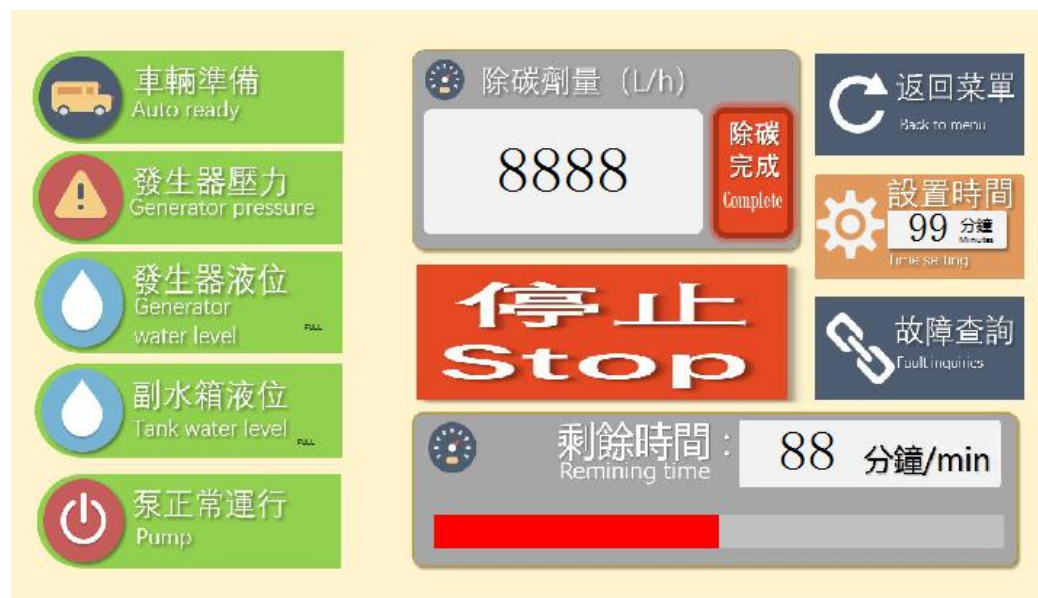 車輛準備
Auto ready
發生器壓力
Generator pressure
發生器液位
Generator
water level
FULL
副水箱液位
Tank water level
FULL
泵正常運行
Pump
除碳劑量（L/h）
8888
除碳
完成
Complete
停止
Stop
剩餘時間：
Remining time
88 分鐘/min
返回菜單
Back to menu
設置時間
99 分鐘
Minutes
Time setting
故障查詢
Fault inquiries